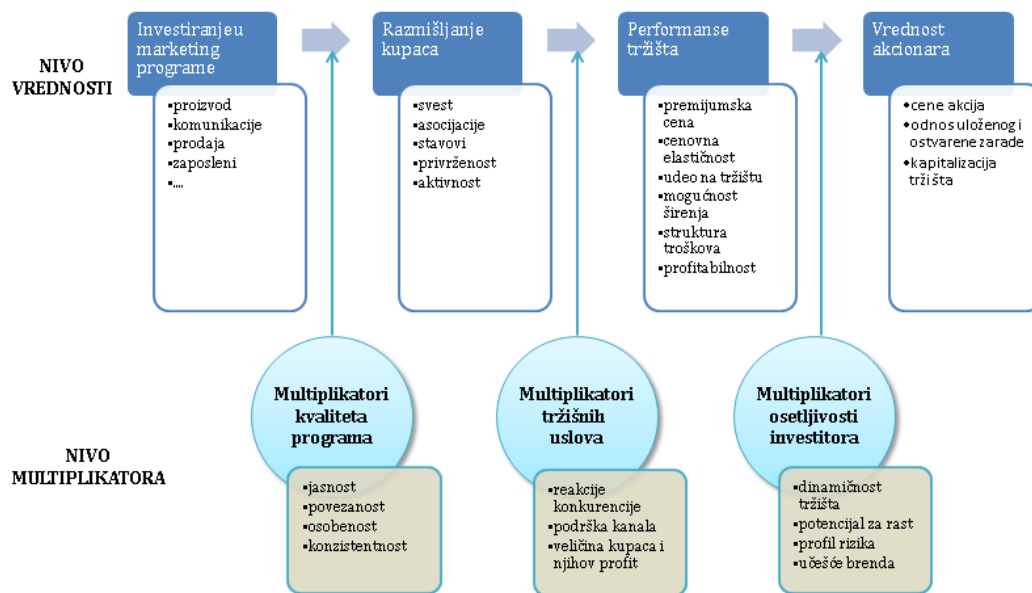 NIVO
VREDNOSTI
Investiranje u
marketing
programe
▪proizvod
▪komunikacije
▪prodaja
▪zaposleni
▪....
Razmišljanje
kupaca
▪svest
▪asocijacije
▪stavovi
▪privrženost
▪aktivnost
Performanse
tržišta
▪premijumska
cena
▪cenovna
elastičnost
▪udeo na tržištu
▪mogućnost
širenja
▪struktura
troškova
▪profitabilnost
Vrednost
akcionara
•cene akcija
•odnos uloženog i
ostvarene zarade
•kapitalizacija
tržišta
NIVO
MULTIPLIKATORA
Multiplikatori
kvaliteta
programa
▪jasnost
▪povezanost
▪osobenost
▪konzistentnost
Multiplikatori
tržišnih
uslova
▪reakcije
konkurencije
▪podrška kanala
▪veličina kupaca i
njihov profit
Multiplikatori
osetljivosti
investitora
▪dinamičnost
tržišta
▪potencijal za rast
▪profil rizika
▪učešće brenda